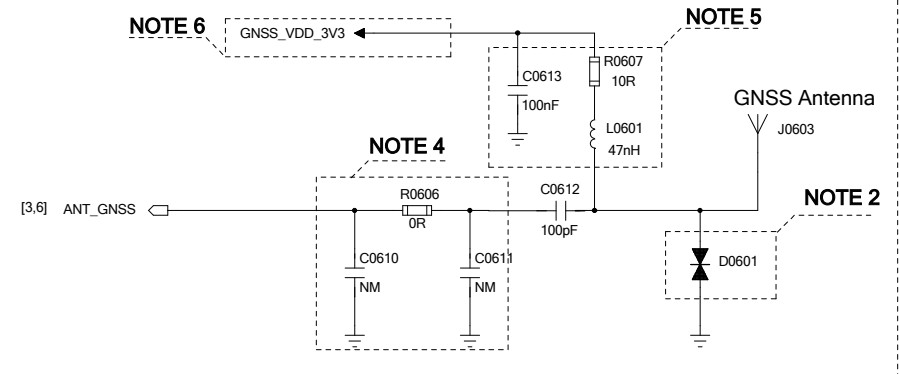 NOTE 6
GNSS_VDD_3V3
NOTE 5
C0613
100nF
R0607
10R
L0601
47nH
GNSS Antenna
J0603
NOTE 4
[3,6] ANT_GNSS
R0606
0R
C0612
100pF
NOTE 2
C0610
NM
C0611
NM
D0601